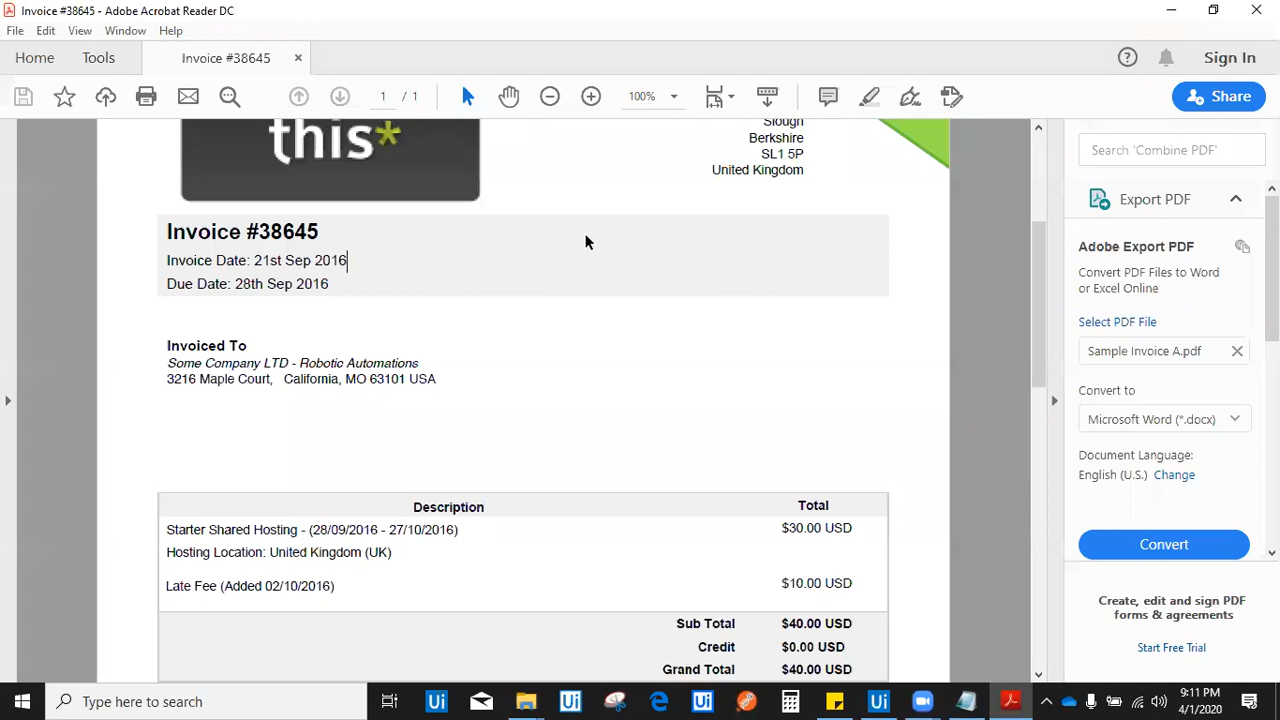 Invoice #38645 - Adobe Acrobat Reader DC
File Edit View Window Help
Home Tools Invoice #38645 Sign In
1 / 1 100% Share
this*
Slough
Berkshire
SL1 5P
United Kingdom
Invoice #38645
Invoice Date: 21st Sep 2016
Due Date: 28th Sep 2016
Invoiced To
Some Company LTD - Robotic Automations
3216 Maple Court, California, MO 63101 USA
Description Total
Starter Shared Hosting - (28/09/2016 - 27/10/2016) $30.00 USD
Hosting Location: United Kingdom (UK)
Late Fee (Added 02/10/2016) $10.00 USD
Sub Total $40.00 USD
Credit $0.00 USD
Grand Total $40.00 USD
Search 'Combine PDF'
Export PDF
Adobe Export PDF
Convert PDF Files to Word
or Excel Online
Select PDF File
Sample Invoice A.pdf
Convert to
Microsoft Word (*.docx)
Document Language:
English (U.S.) Change
Convert
Create, edit and sign PDF
forms & agreements
Start Free Trial
Type here to search
Ui
Ui
Ui
Ui
9:11 PM
4/1/2020